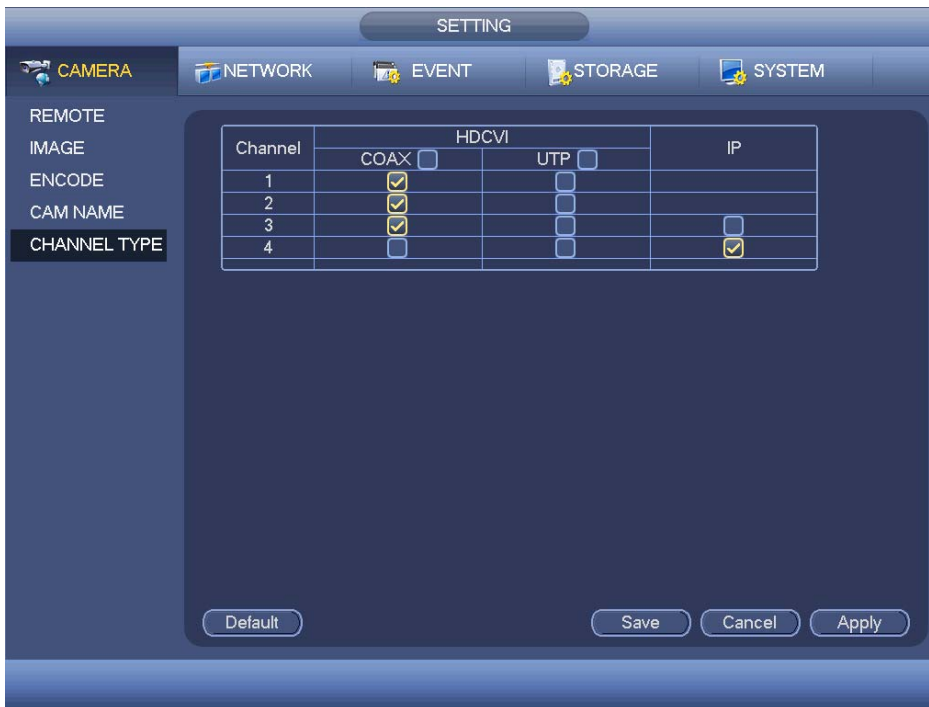 SETTING
CAMERA NETWORK EVENT STORAGE SYSTEM
REMOTE
IMAGE
ENCODE
CAM NAME
CHANNEL TYPE
Channel HDCVI IP
COAX UTP
1
2
3
4
Default Save Cancel Apply